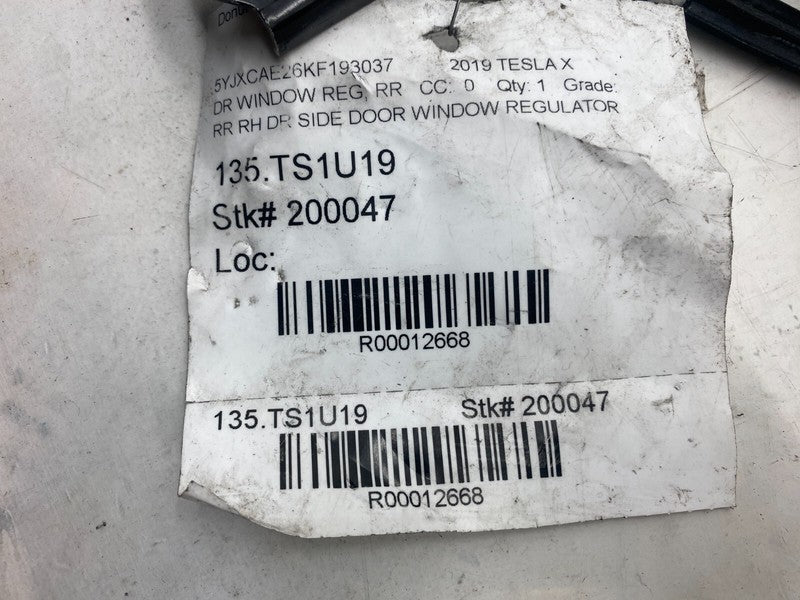 5YJXCAE26KF193037 2019 TESLA X
DR WINDOW REG, RR CC: 0 Qty: 1 Grade:
RR RH DR SIDE DOOR WINDOW REGULATOR
135.TS1U19
Stk# 200047
Loc:
R00012668
135.TS1U19 Stk# 200047
R00012668